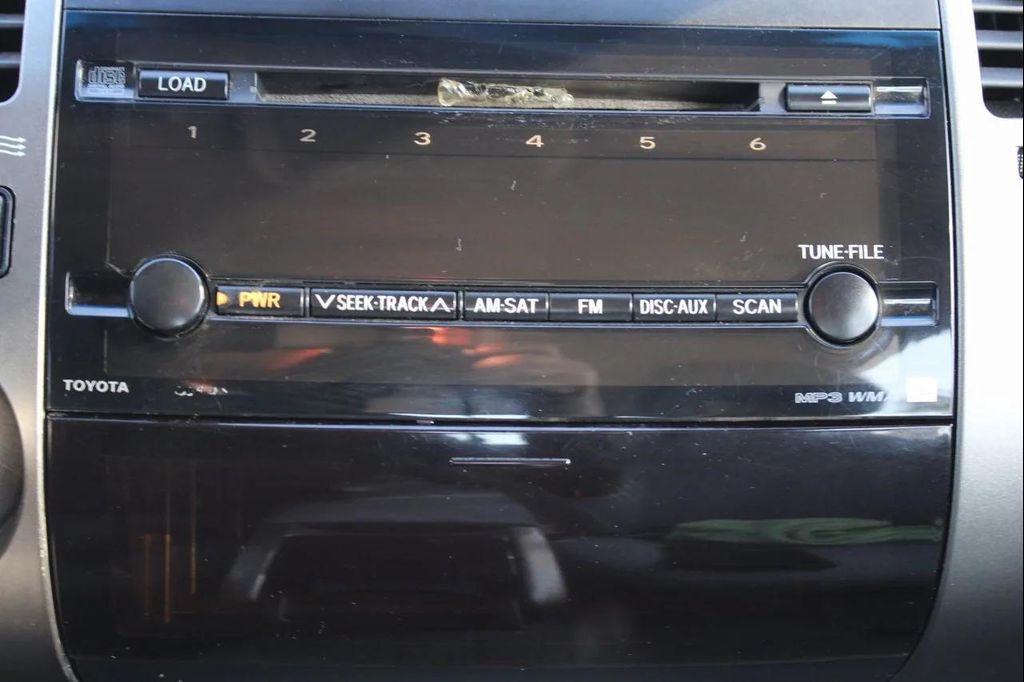 disc LOAD
1 2 3 4 5 6
TUNE·FILE
PWR ∨ SEEK·TRACK ∧ AM·SAT FM DISC·AUX SCAN
TOYOTA MP3 WMA